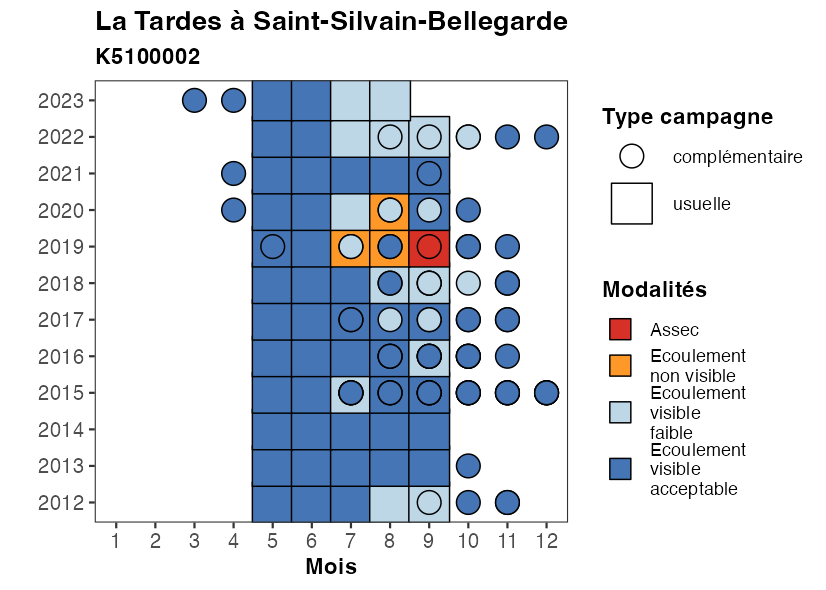 La Tardes à Saint-Silvain-Bellegarde
K5100002
2023
2022
2021
2020
2019
2018
2017
2016
2015
2014
2013
2012
1 2 3 4 5 6 7 8 9 10 11 12
Mois
Type campagne
complémentaire
usuelle
Modalités
Assec
Ecoulement
non visible
Ecoulement
visible
faible
Ecoulement
visible
acceptable